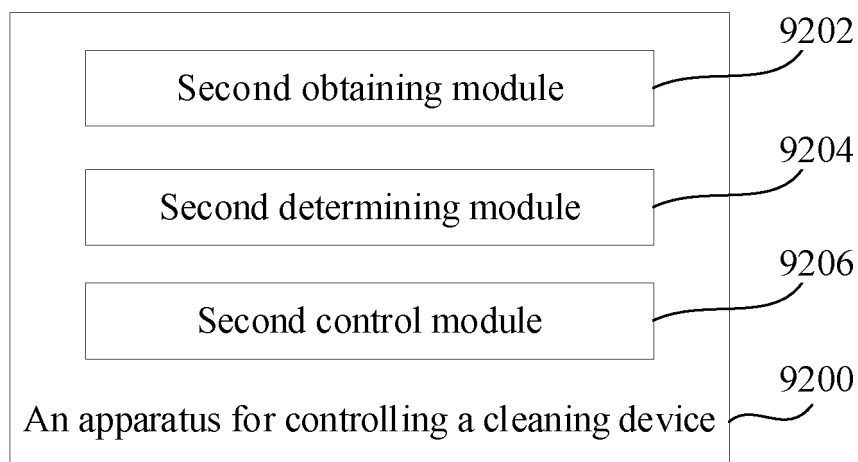 9202
Second obtaining module
9204
Second determining module
9206
Second control module
9200
An apparatus for controlling a cleaning device